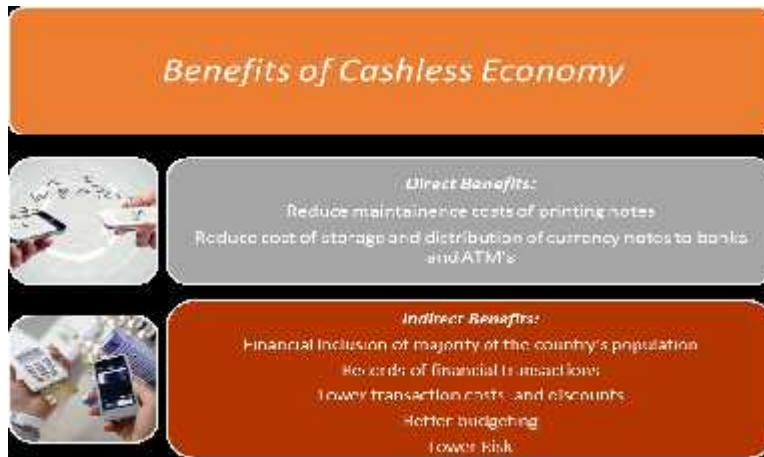 Benefits of Cashless Economy
Direct Benefits:
Reduce maintainence costs of printing notes
Reduce cost of storage and distribution of currency notes to banks
and ATM's
Indirect Benefits:
Financial Inclusion of majority of the country's population
Records of financial transactions
Lower transaction costs and discounts
Better budgeting
Lower Risk